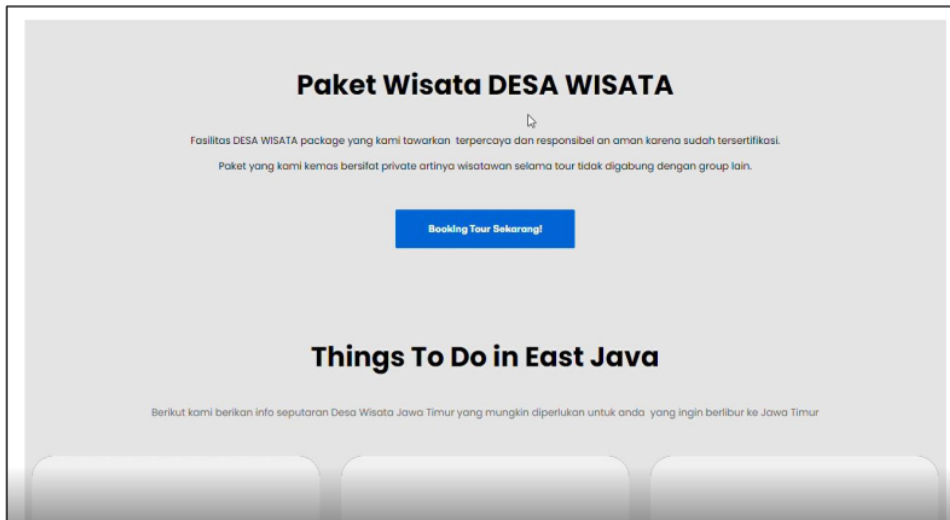 Paket Wisata DESA WISATA
Fasilitas DESA WISATA package yang kami tawarkan terpercaya dan responsibel an aman karena sudah tersertifikasi.
Paket yang kami kemas bersifat private artinya wisatawan selama tour tidak digabung dengan group lain.
Booking Tour Sekarang!
Things To Do in East Java
Berikut kami berikan info seputaran Desa Wisata Jawa Timur yang mungkin diperlukan untuk anda yang ingin berlibur ke Jawa Timur